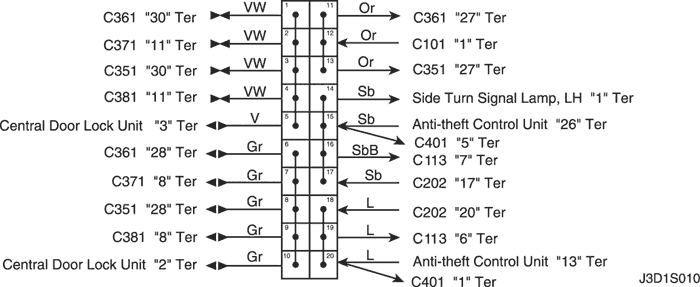 C361 "30" Ter VW 1 11 Or C361 "27" Ter
C371 "11" Ter VW 2 12 Or C101 "1" Ter
C351 "30" Ter VW 3 13 Or C351 "27" Ter
C381 "11" Ter VW 4 14 Sb Side Turn Signal Lamp, LH "1" Ter
Central Door Lock Unit "3" Ter V 5 15 Sb Anti-theft Control Unit "26" Ter
C401 "5" Ter
C361 "28" Ter Gr 6 16 SbB C113 "7" Ter
C371 "8" Ter Gr 7 17 Sb C202 "17" Ter
C351 "28" Ter Gr 8 18 L C202 "20" Ter
C381 "8" Ter Gr 9 19 L C113 "6" Ter
Central Door Lock Unit "2" Ter Gr 10 20 L Anti-theft Control Unit "13" Ter
C401 "1" Ter
J3D1S010